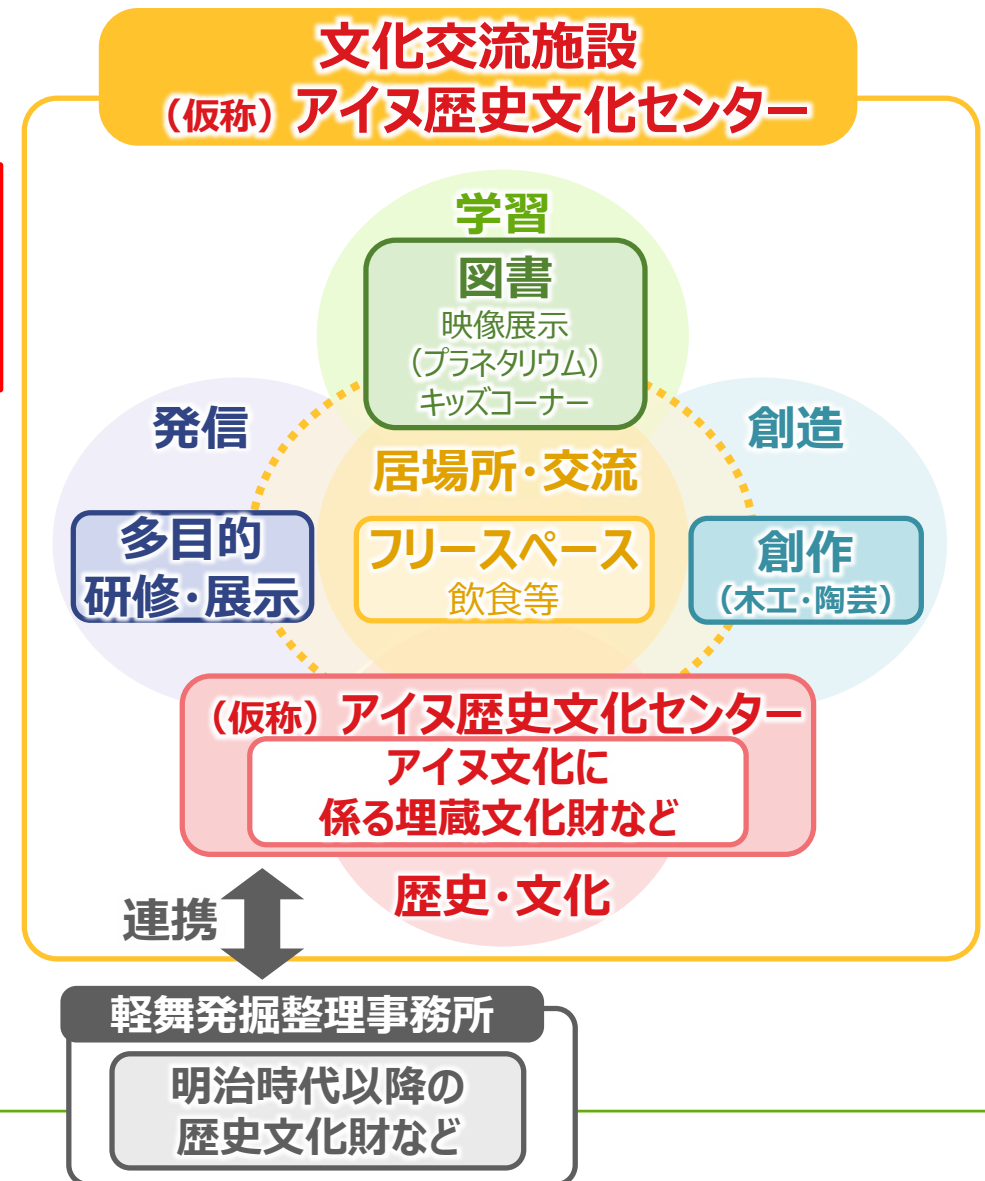 文化交流施設
（仮称）アイヌ歴史文化センター
学習
図書
映像展示
（プラネタリウム）
キッズコーナー
発信
創造
居場所・交流
多目的
研修・展示
フリースペース
飲食等
創作
（木工・陶芸）
（仮称）アイヌ歴史文化センター
アイヌ文化に
係る埋蔵文化財など
歴史・文化
連携
軽舞発掘整理事務所
明治時代以降の
歴史文化財など